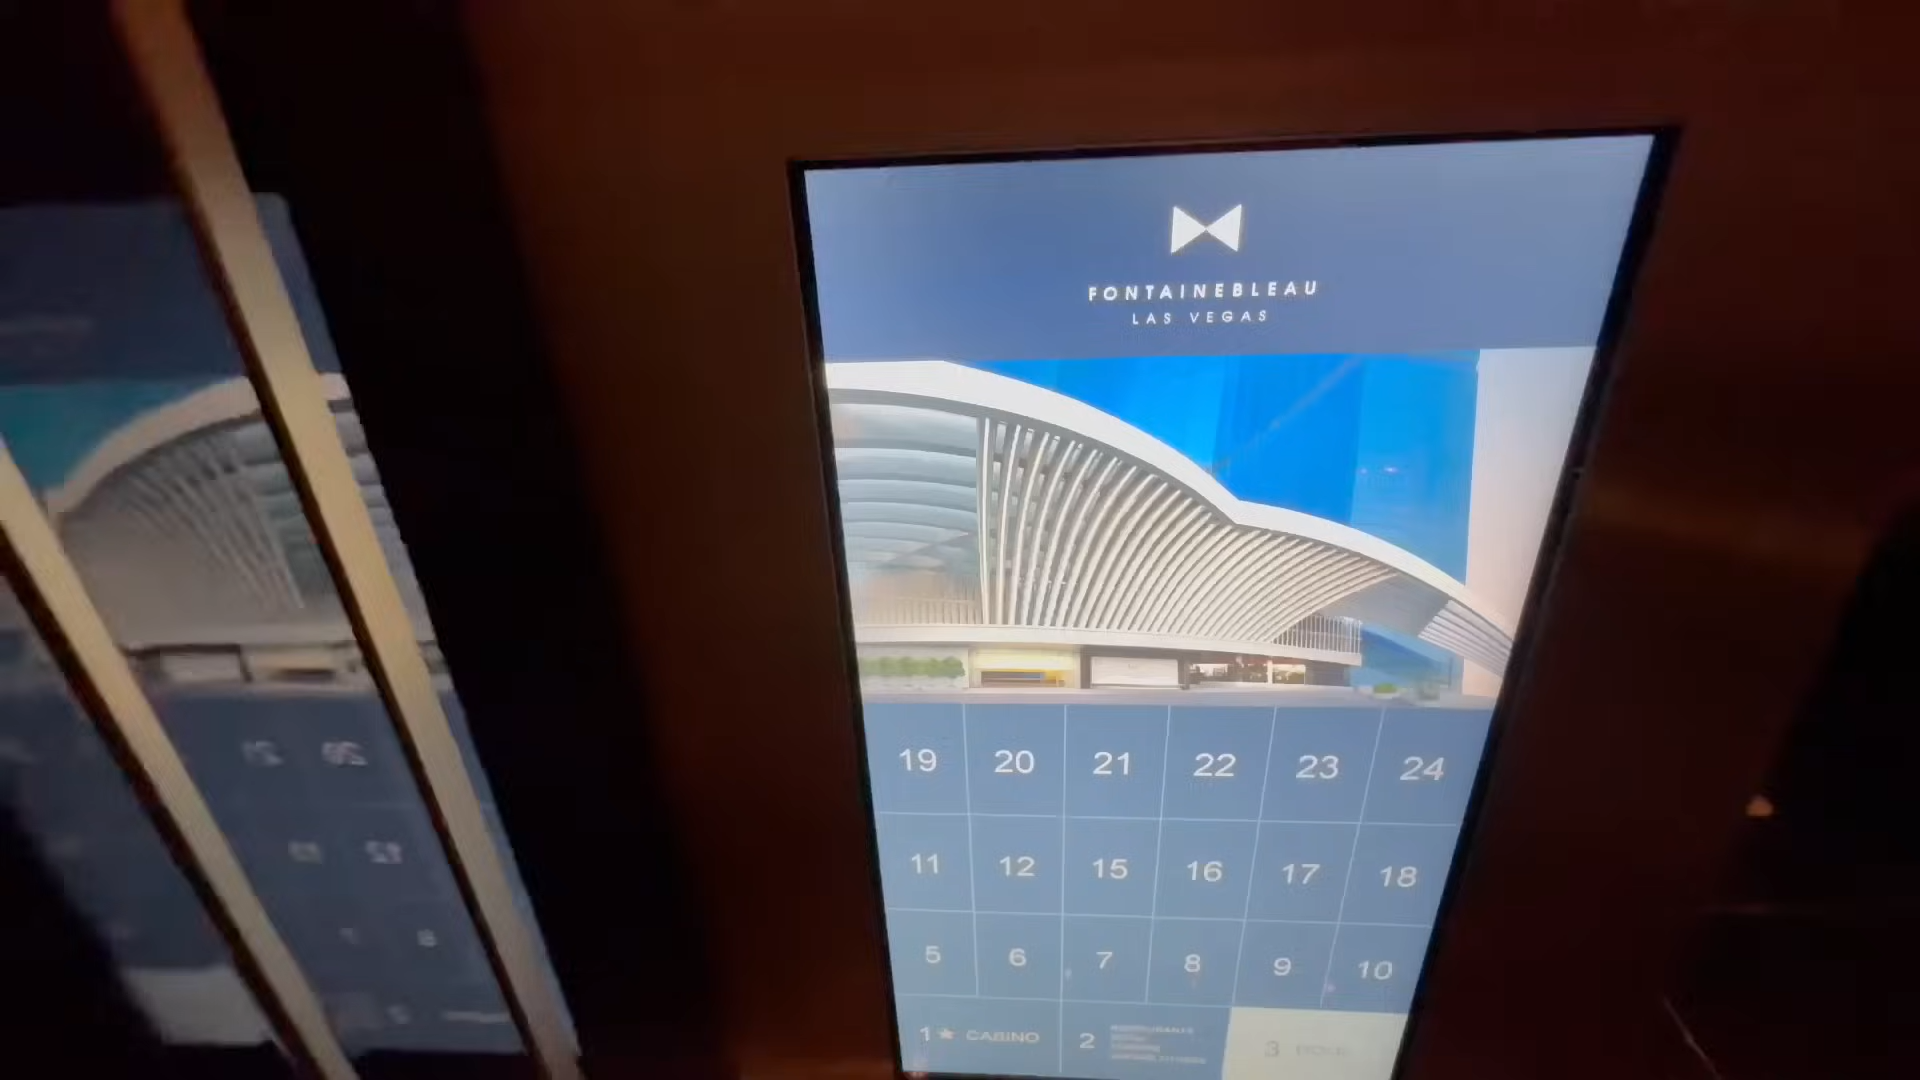 FONTAINEBLEAU
LAS VEGAS
19 20 21 22 23 24
11 12 15 16 17 18
5 6 7 8 9 10
1 ★ CASINO 2 3